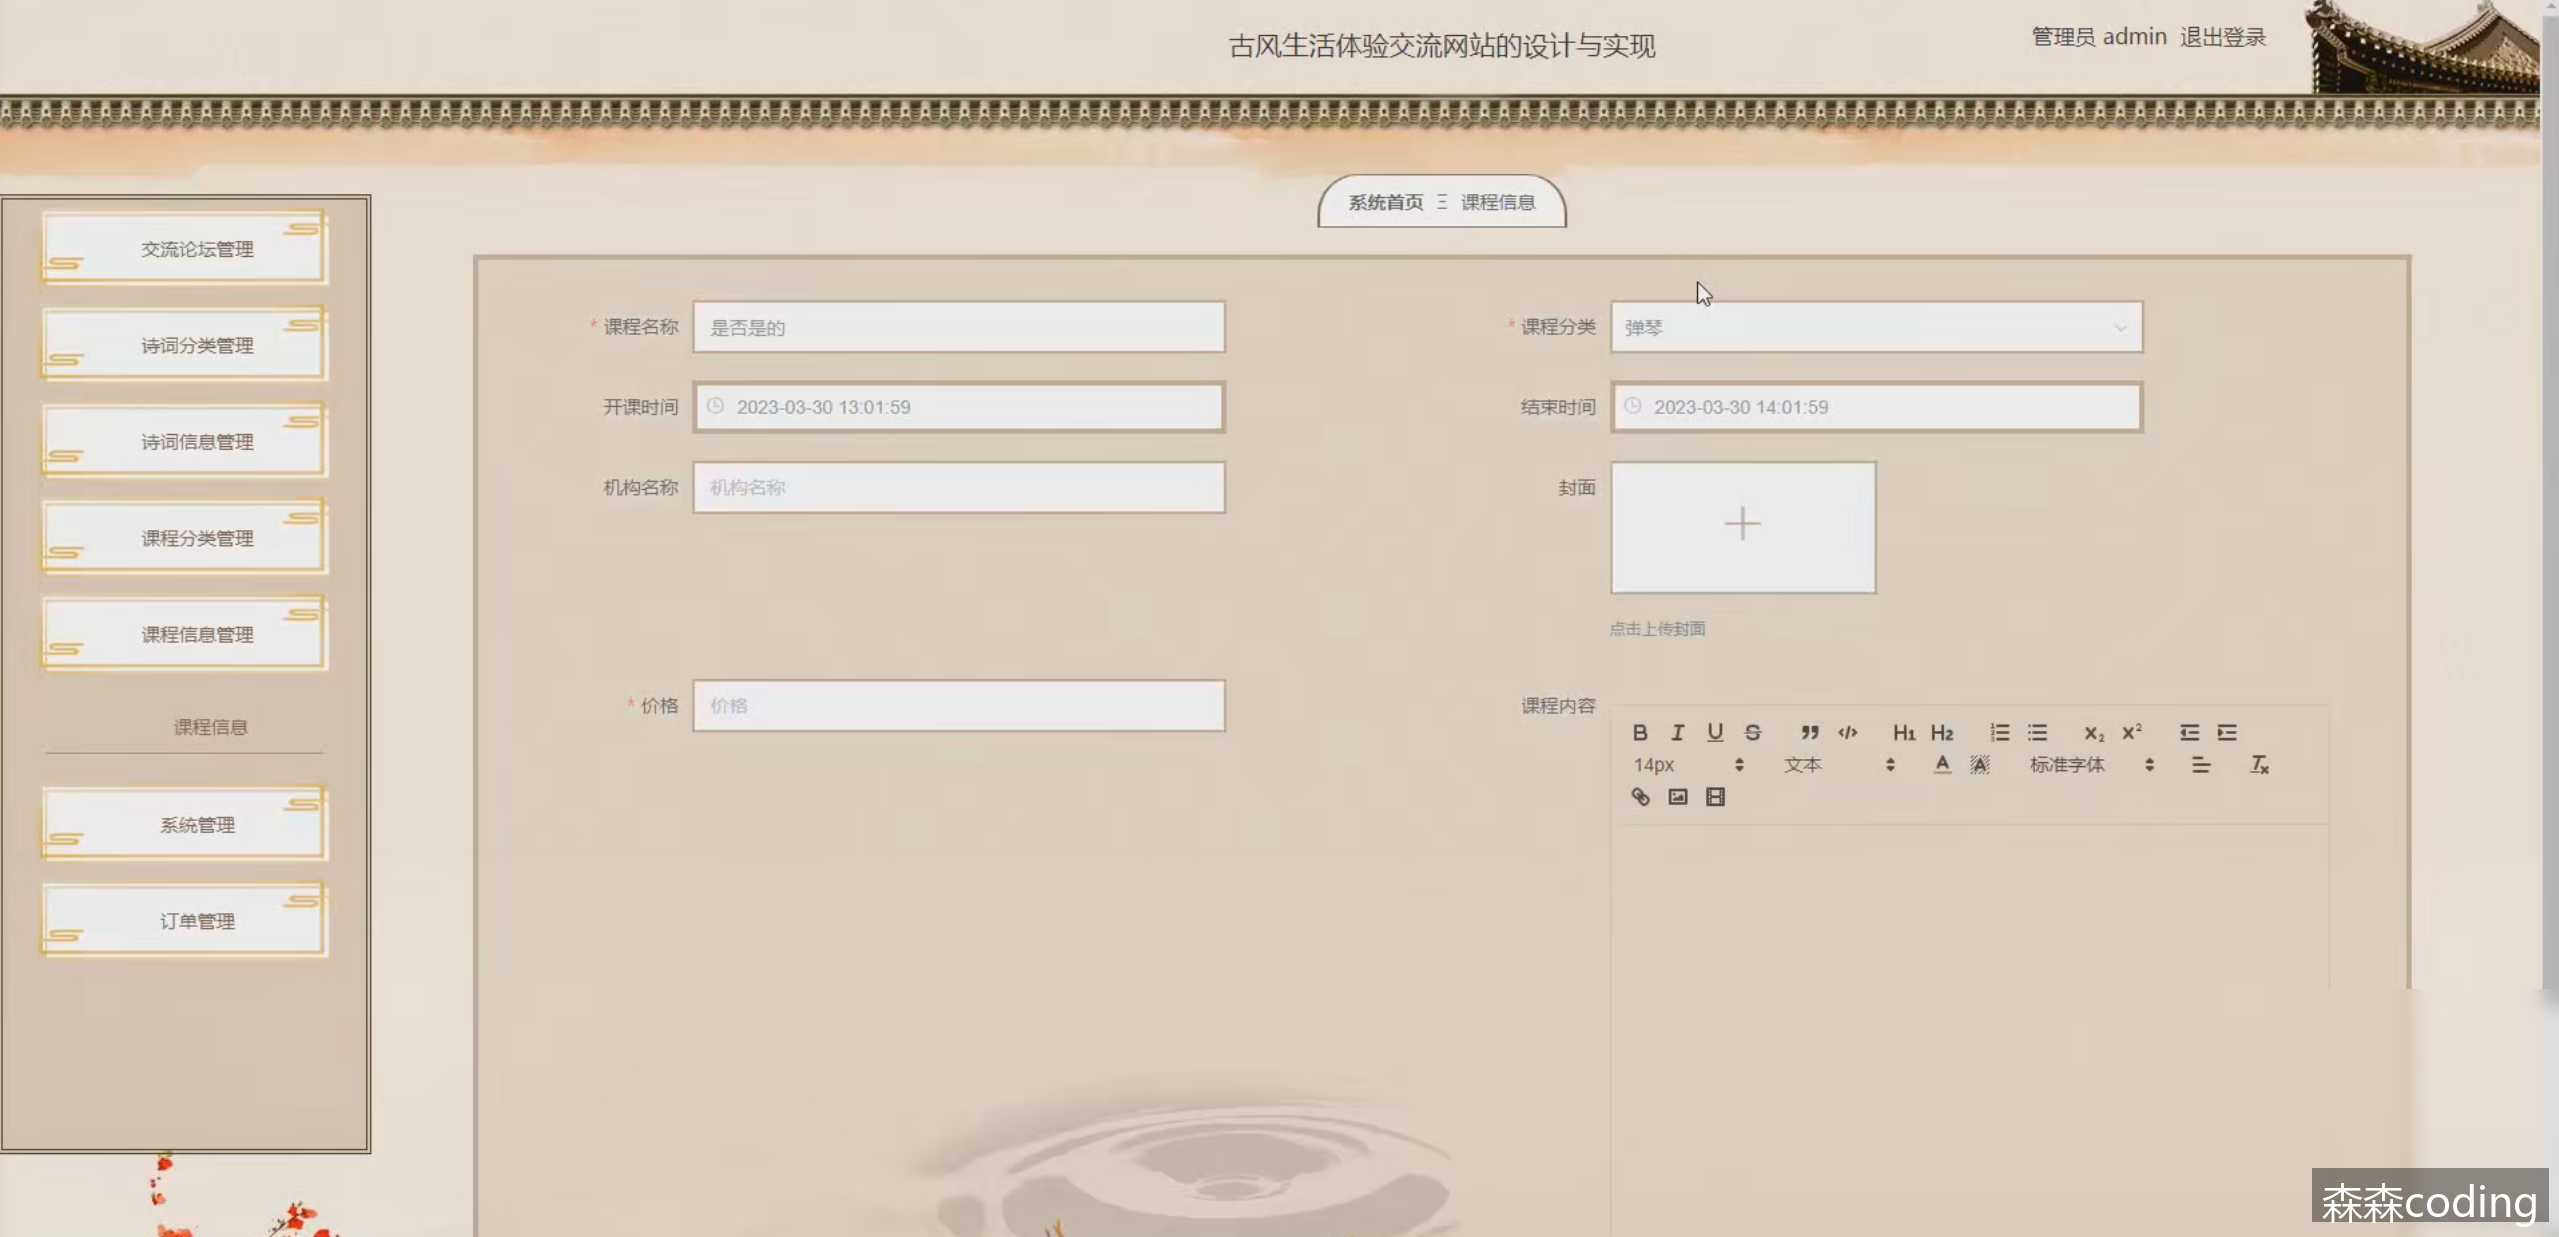 古风生活体验交流网站的设计与实现
管理员 admin 退出登录
系统首页 Ξ 课程信息
交流论坛管理
诗词分类管理
诗词信息管理
课程分类管理
课程信息管理
课程信息
系统管理
订单管理
* 课程名称 是否是的
* 课程分类 弹琴
开课时间 2023-03-30 13:01:59
结束时间 2023-03-30 14:01:59
机构名称 机构名称
封面
点击上传封面
* 价格 价格
课程内容
B I U S ” </> H1 H2 X2 X²
14px 文本 A A 标准字体 Tx
森森coding